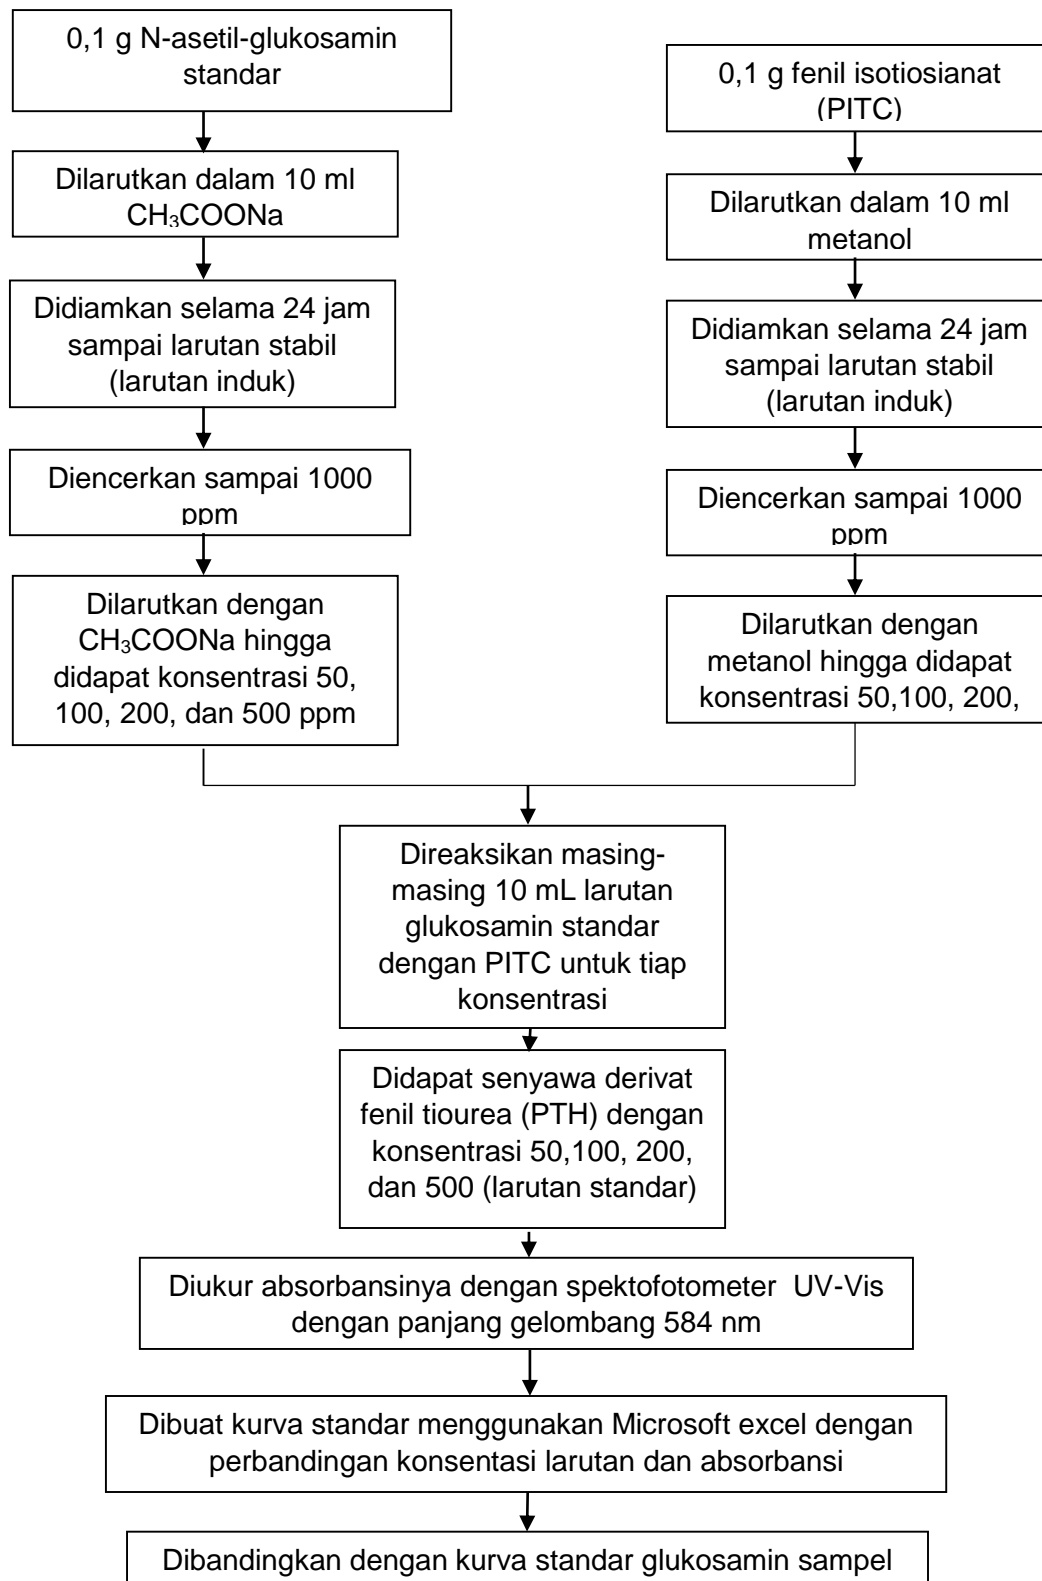 0,1 g N-asetil-glukosamin
standar
Dilarutkan dalam 10 ml
CH₃COONa
Didiamkan selama 24 jam
sampai larutan stabil
(larutan induk)
Diencerkan sampai 1000
ppm
Dilarutkan dengan
CH₃COONa hingga
didapat konsentrasi 50,
100, 200, dan 500 ppm
0,1 g fenil isotiosianat
(PITC)
Dilarutkan dalam 10 ml
metanol
Didiamkan selama 24 jam
sampai larutan stabil
(larutan induk)
Diencerkan sampai 1000
ppm
Dilarutkan dengan
metanol hingga didapat
konsentrasi 50,100, 200,
Direaksikan masing-
masing 10 mL larutan
glukosamin standar
dengan PITC untuk tiap
konsentrasi
Didapat senyawa derivat
fenil tiourea (PTH) dengan
konsentrasi 50,100, 200,
dan 500 (larutan standar)
Diukur absorbansinya dengan spektofotometer UV-Vis
dengan panjang gelombang 584 nm
Dibuat kurva standar menggunakan Microsoft excel dengan
perbandingan konsentasi larutan dan absorbansi
Dibandingkan dengan kurva standar glukosamin sampel